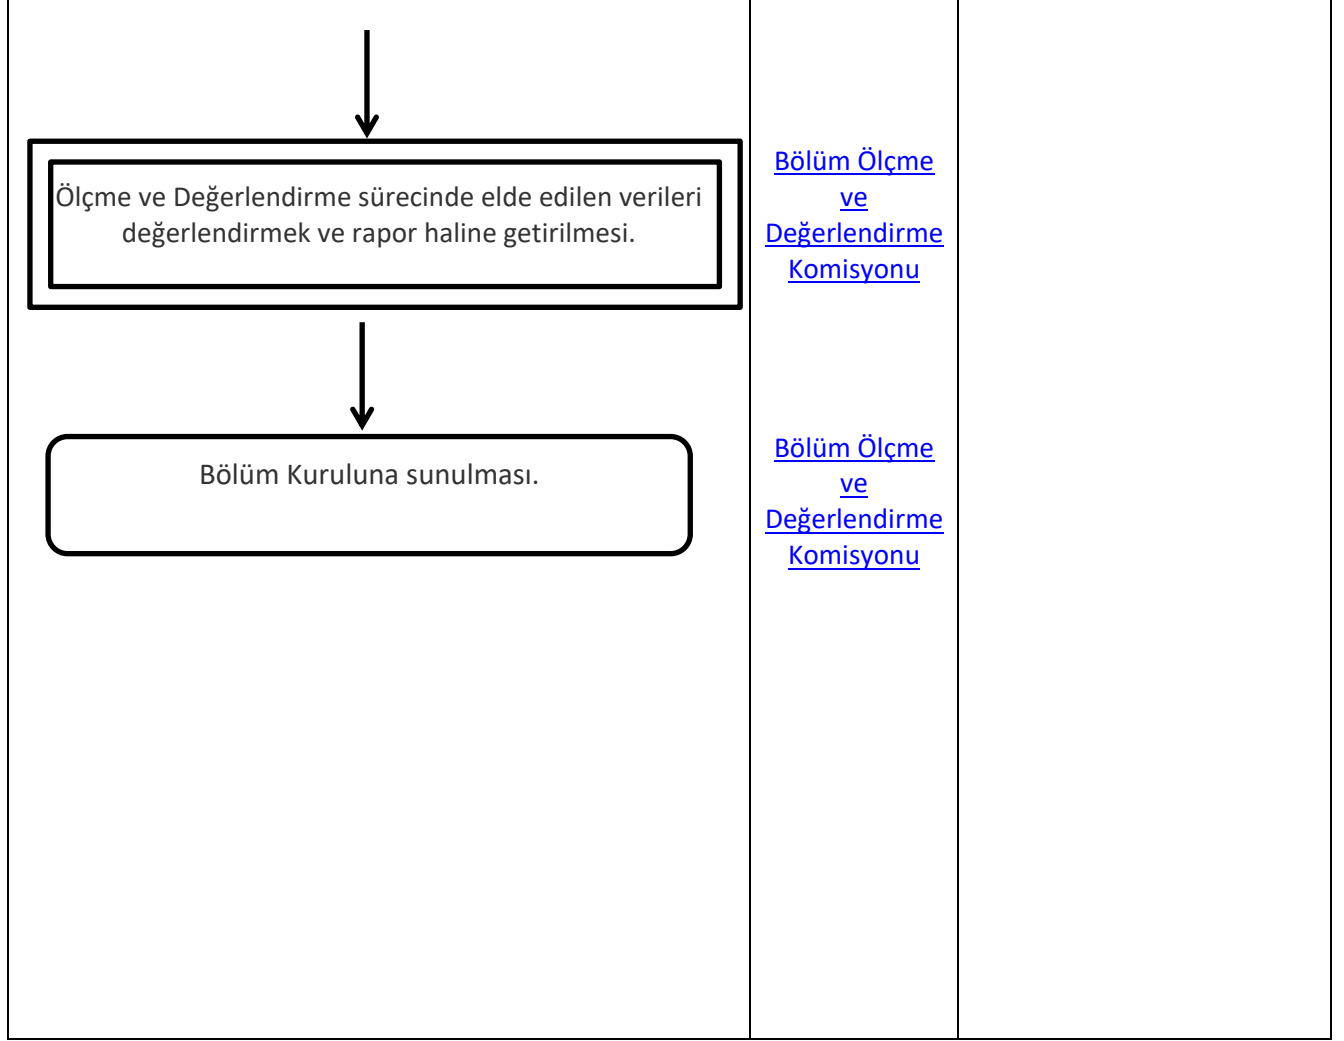 Ölçme ve Değerlendirme sürecinde elde edilen verileri
değerlendirmek ve rapor haline getirilmesi.
Bölüm Ölçme
ve
Değerlendirme
Komisyonu
Bölüm Kuruluna sunulması.
Bölüm Ölçme
ve
Değerlendirme
Komisyonu